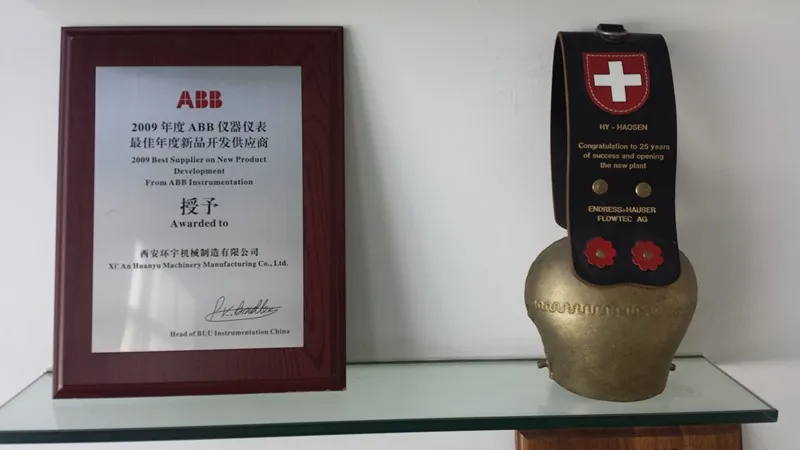 ABB
2009 年度 ABB 仪器仪表
最佳年度新品开发供应商
2009 Best Supplier on New Product
Development
From ABB Instrumentation
授予
Awarded to
西安环宇机械制造有限公司
Xi' An Huanyu Machinery Manufacturing Co., Ltd.
Head of BUU Instrumentation China
HY - HAOSEN
Congratulation to 25 years
of success and opening
the new plant
ENDRESS+HAUSER
FLOWTEC AG